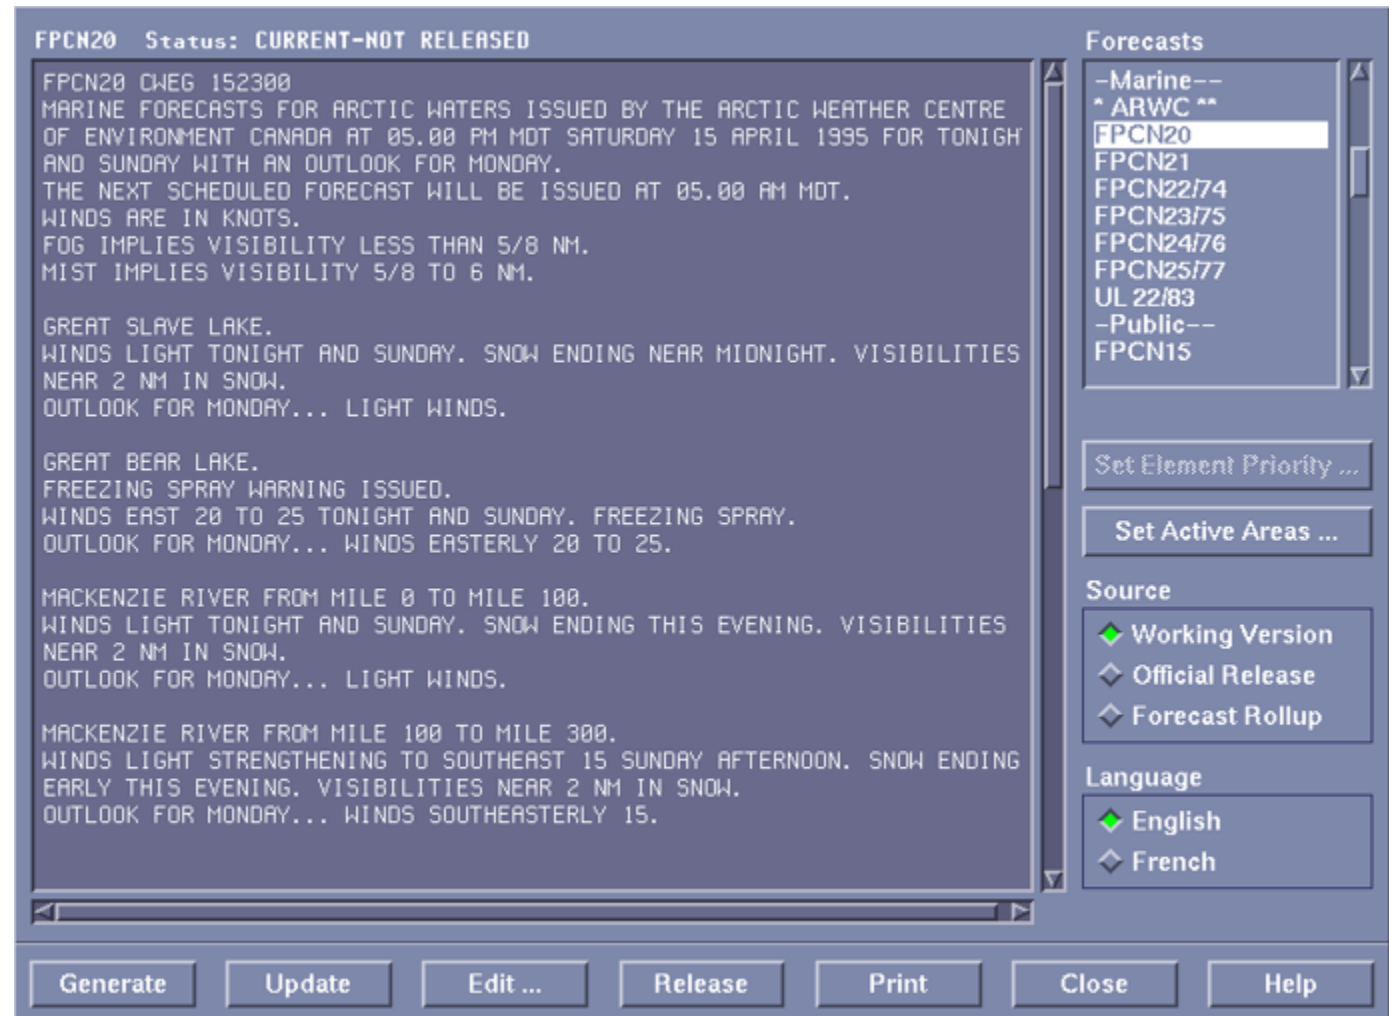 FPCN20 Status: CURRENT-NOT RELEASED
FPCN20 CWEG 152300
MARINE FORECASTS FOR ARCTIC WATERS ISSUED BY THE ARCTIC WEATHER CENTRE
OF ENVIRONMENT CANADA AT 05.00 PM MDT SATURDAY 15 APRIL 1995 FOR TONIGH
AND SUNDAY WITH AN OUTLOOK FOR MONDAY.
THE NEXT SCHEDULED FORECAST WILL BE ISSUED AT 05.00 AM MDT.
WINDS ARE IN KNOTS.
FOG IMPLIES VISIBILITY LESS THAN 5/8 NM.
MIST IMPLIES VISIBILITY 5/8 TO 6 NM.
GREAT SLAVE LAKE.
WINDS LIGHT TONIGHT AND SUNDAY. SNOW ENDING NEAR MIDNIGHT. VISIBILITIES
NEAR 2 NM IN SNOW.
OUTLOOK FOR MONDAY... LIGHT WINDS.
GREAT BEAR LAKE.
FREEZING SPRAY WARNING ISSUED.
WINDS EAST 20 TO 25 TONIGHT AND SUNDAY. FREEZING SPRAY.
OUTLOOK FOR MONDAY... WINDS EASTERLY 20 TO 25.
MACKENZIE RIVER FROM MILE 0 TO MILE 100.
WINDS LIGHT TONIGHT AND SUNDAY. SNOW ENDING THIS EVENING. VISIBILITIES
NEAR 2 NM IN SNOW.
OUTLOOK FOR MONDAY... LIGHT WINDS.
MACKENZIE RIVER FROM MILE 100 TO MILE 300.
WINDS LIGHT STRENGTHENING TO SOUTHEAST 15 SUNDAY AFTERNOON. SNOW ENDING
EARLY THIS EVENING. VISIBILITIES NEAR 2 NM IN SNOW.
OUTLOOK FOR MONDAY... WINDS SOUTHEASTERLY 15.
Forecasts
-Marine--
* ARWC **
FPCN20
FPCN21
FPCN22/74
FPCN23/75
FPCN24/76
FPCN25/77
UL 22/83
-Public--
FPCN15
Set Element Priority ...
Set Active Areas ...
Source
Working Version
Official Release
Forecast Rollup
Language
English
French
Generate
Update
Edit ...
Release
Print
Close
Help